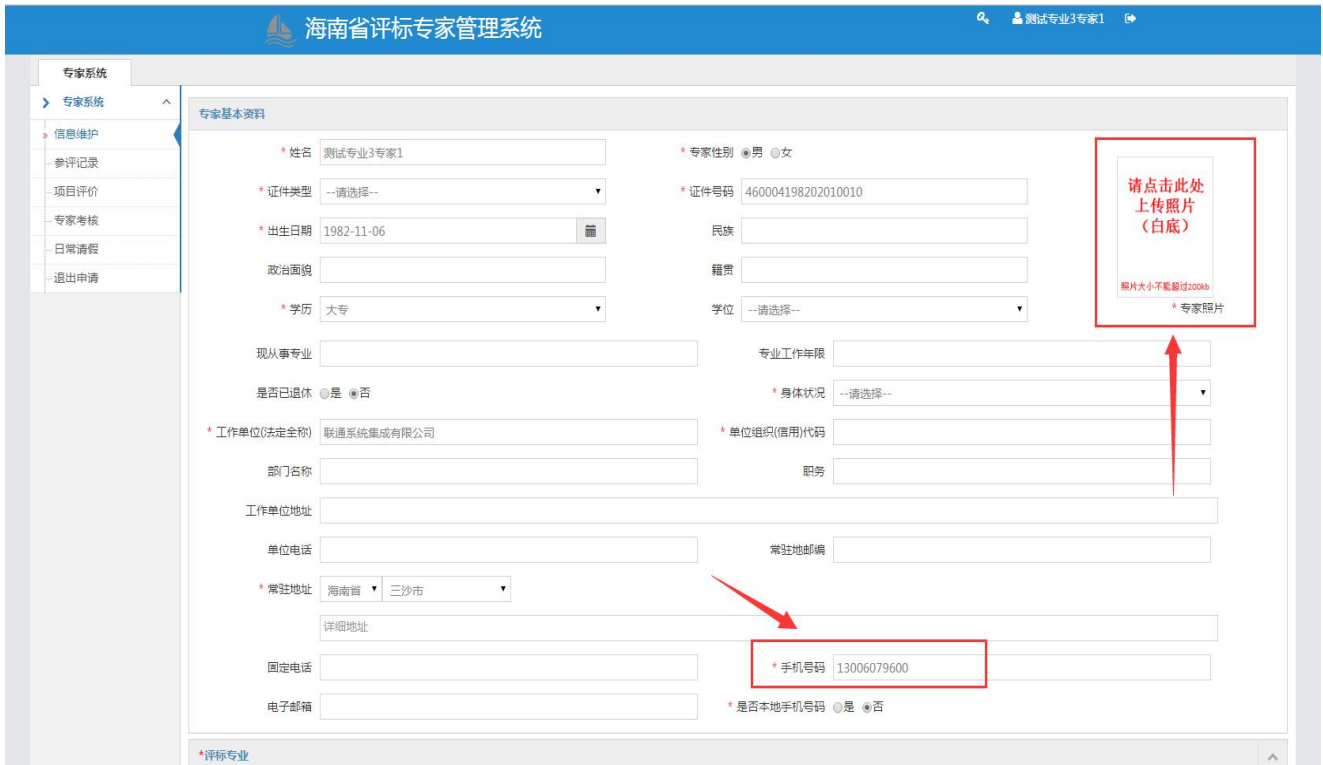 海南省评标专家管理系统
测试专业3专家1
专家系统
专家系统
信息维护
参评记录
项目评价
专家考核
日常请假
退出申请
专家基本资料
* 姓名 测试专业3专家1 * 专家性别 男 女
* 证件类型 --请选择-- * 证件号码 460004198202010010
* 出生日期 1982-11-06 民族
政治面貌 籍贯
* 学历 大专 学位 --请选择--
请点击此处
上传照片
（白底）
照片大小不能超过200kb
* 专家照片
现从事专业 专业工作年限
是否已退休 是 否 * 身体状况 --请选择--
* 工作单位(法定全称) 联通系统集成有限公司 * 单位组织(信用)代码
部门名称 职务
工作单位地址
单位电话 常驻地邮编
* 常驻地址 海南省 三沙市
详细地址
固定电话 * 手机号码 13006079600
电子邮箱 * 是否本地手机号码 是 否
*评标专业